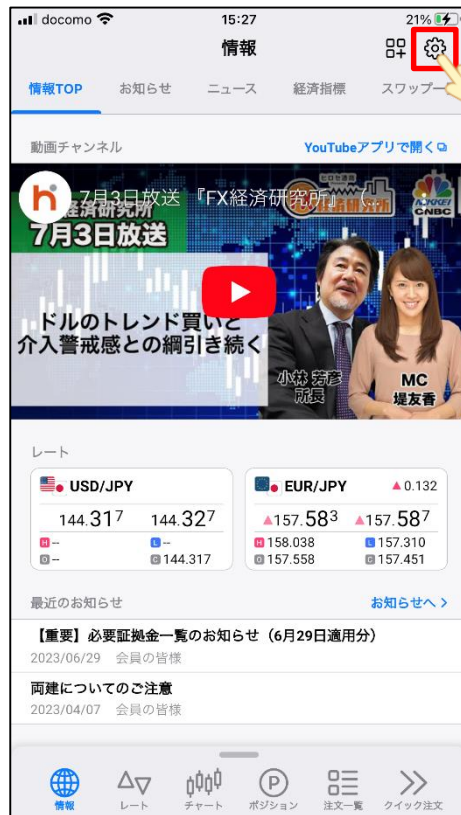 docomo 15:27 21%
情報
情報TOP お知らせ ニュース 経済指標 スワップ
動画チャンネル YouTubeアプリで開く
7月3日放送 『FX経済研究所』
ヒロセ通商
経済研究所
NIKKEI
CNBC
7月3日放送
ドルのトレンド買いと
介入警戒感との綱引き続く
小林 芳彦
所長
MC
堤友香
レート
USD/JPY
144.317 144.327
H -- L --
O -- C 144.317
EUR/JPY ▲0.132
▲157.583 ▲157.587
H 158.038 L 157.310
O 157.558 C 157.451
最近のお知らせ お知らせへ >
【重要】必要証拠金一覧のお知らせ（6月29日適用分）
2023/06/29 会員の皆様
両建についてのご注意
2023/04/07 会員の皆様
情報 レート チャート ポジション 注文一覧 クイック注文